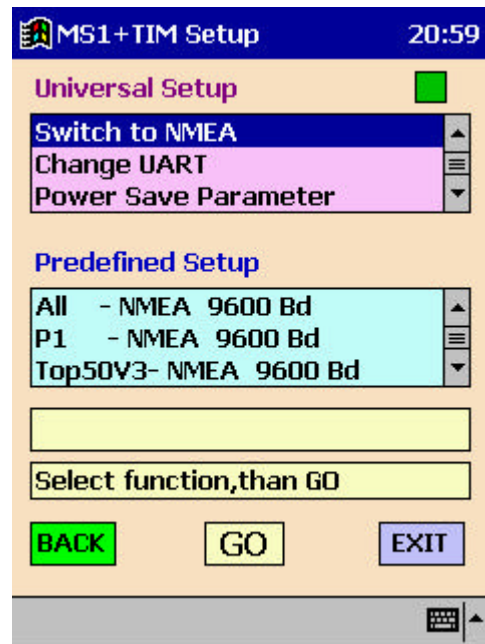 MS1+TIM Setup 20:59
Universal Setup
Switch to NMEA
Change UART
Power Save Parameter
Predefined Setup
All - NMEA 9600 Bd
P1 - NMEA 9600 Bd
Top50V3- NMEA 9600 Bd
Select function,than GO
BACK GO EXIT